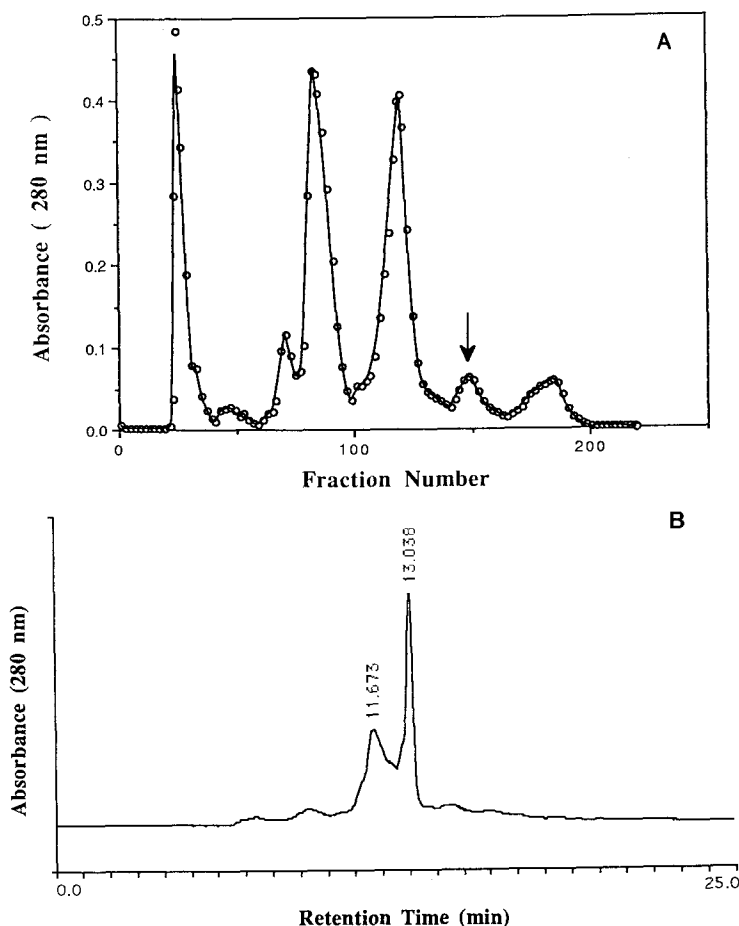 A
0.5
0.4
0.3
0.2
0.1
0.0
Absorbance ( 280 nm )
0
100
200
Fraction Number
B
Absorbance (280 nm)
11.673
13.038
0.0
25.0
Retention Time (min)